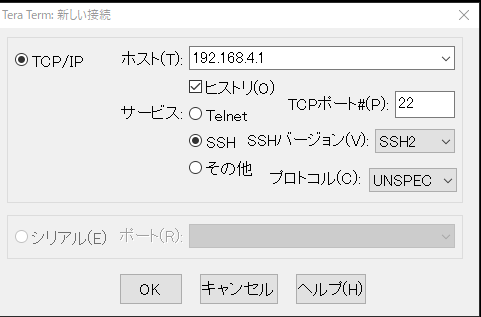 Tera Term: 新しい接続
TCP/IP
ホスト(T): 192.168.4.1
ヒストリ(O)
サービス: Telnet
TCPポート#(P): 22
SSH
SSHバージョン(V): SSH2
その他
プロトコル(C): UNSPEC
シリアル(E)
ポート(R):
OK
キャンセル
ヘルプ(H)